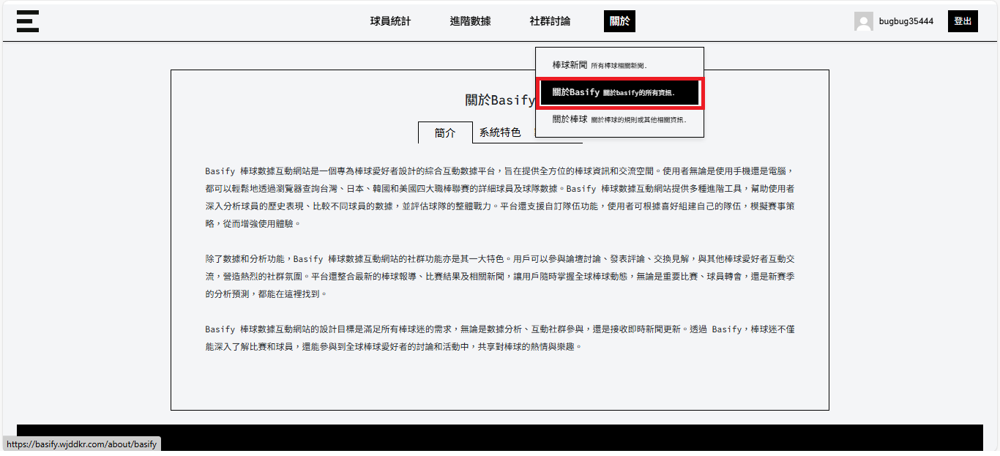 球員統計
進階數據
社群討論
關於
bugbug35444
登出
棒球新聞 所有棒球相關新聞.
關於Basify 關於basify的所有資訊.
關於棒球 關於棒球的規則或其他相關資訊.
關於Basify
簡介
系統特色
Basify 棒球數據互動網站是一個專為棒球愛好者設計的綜合互動數據平台，旨在提供全方位的棒球資訊和交流空間。使用者無論是使用手機還是電腦，
都可以輕鬆地透過瀏覽器查詢台灣、日本、韓國和美國四大職棒聯賽的詳細球員及球隊數據。Basify 棒球數據互動網站提供多種進階工具，幫助使用者
深入分析球員的歷史表現、比較不同球員的數據，並評估球隊的整體戰力。平台還支援自訂隊伍功能，使用者可根據喜好組建自己的隊伍，模擬賽事策
略，從而增強使用體驗。
除了數據和分析功能，Basify 棒球數據互動網站的社群功能亦是其一大特色。用戶可以參與論壇討論、發表評論、交換見解，與其他棒球愛好者互動交
流，營造熱烈的社群氛圍。平台還整合最新的棒球報導、比賽結果及相關新聞，讓用戶隨時掌握全球棒球動態，無論是重要比賽、球員轉會，還是新賽季
的分析預測，都能在這裡找到。
Basify 棒球數據互動網站的設計目標是滿足所有棒球迷的需求，無論是數據分析、互動社群參與，還是接收即時新聞更新。透過 Basify，棒球迷不僅
能深入了解比賽和球員，還能參與到全球棒球愛好者的討論和活動中，共享對棒球的熱情與樂趣。
https://basify.wjddkr.com/about/basify